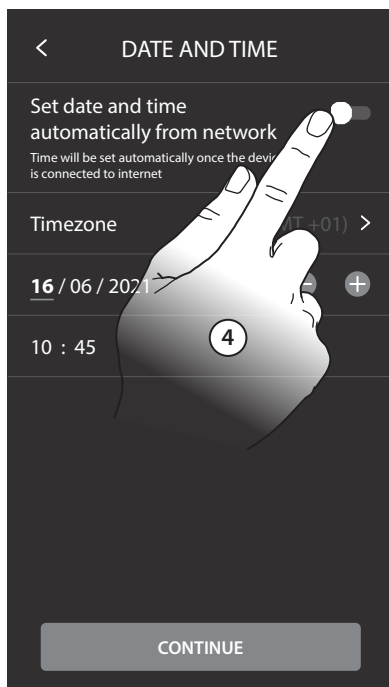 DATE AND TIME
Set date and time
automatically from network
Time will be set automatically once the
is connected to internet
Timezone
+01)
16 / 06 / 2021
10 : 45
4
CONTINUE